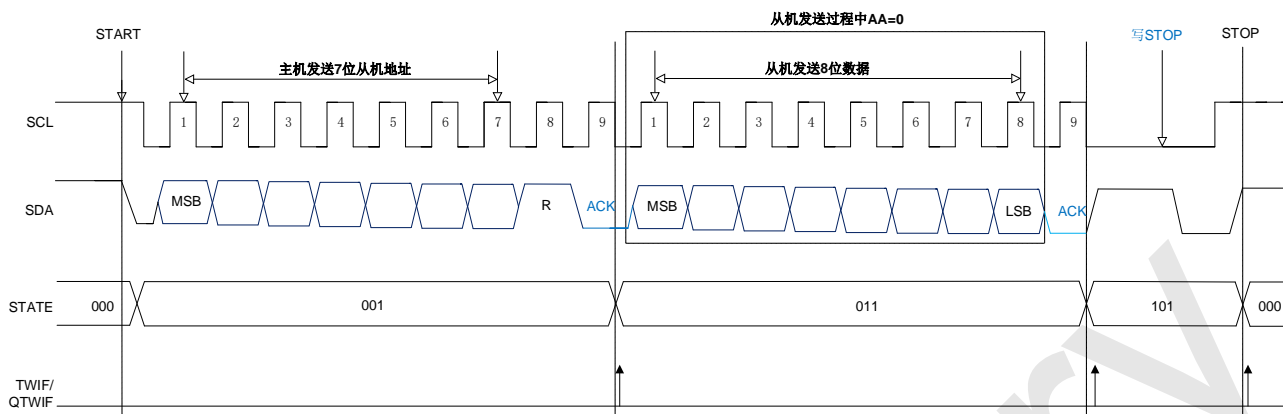 从机发送过程中AA=0
START
写STOP
STOP
主机发送7位从机地址
从机发送8位数据
SCL
1 2 3 4 5 6 7 8 9 1 2 3 4 5 6 7 8 9
SDA
MSB R ACK MSB LSB ACK
STATE
000 001 011 101 000
TWIF/
QTWIF